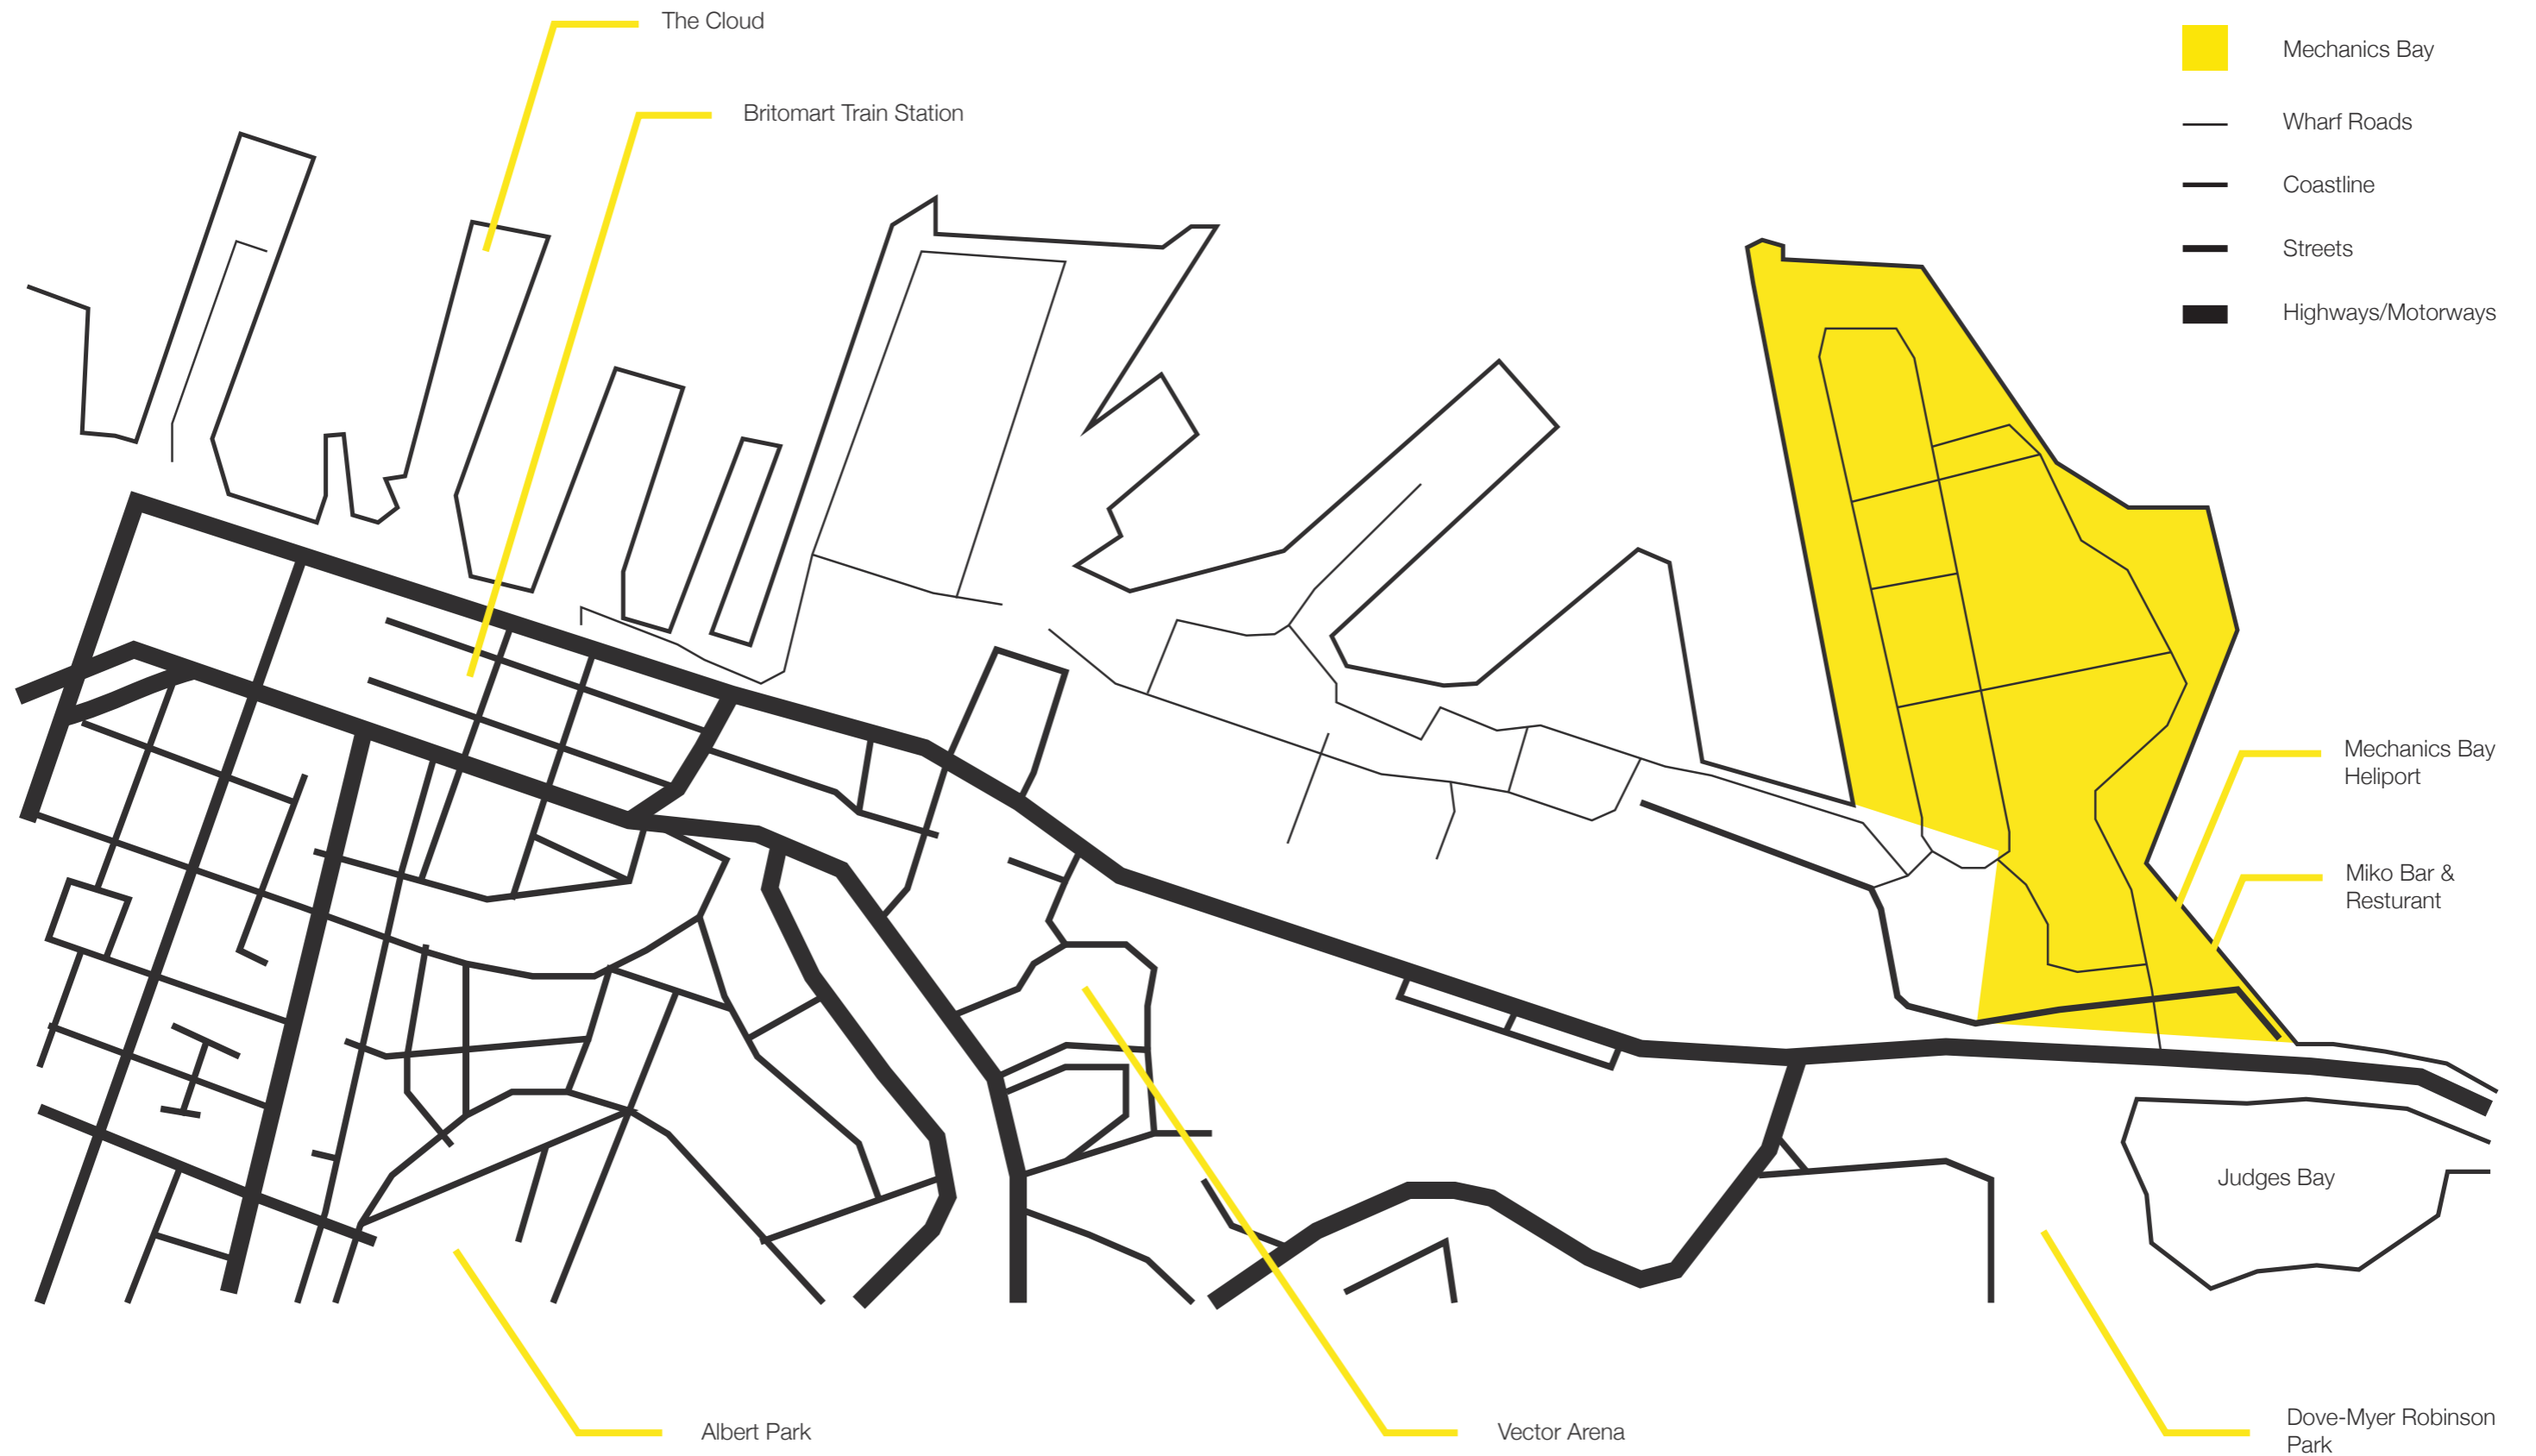 The Cloud
Britomart Train Station
Mechanics Bay
Wharf Roads
Coastline
Streets
Highways/Motorways
Mechanics Bay
Heliport
Miko Bar &
Resturant
Judges Bay
Albert Park
Vector Arena
Dove-Myer Robinson
Park